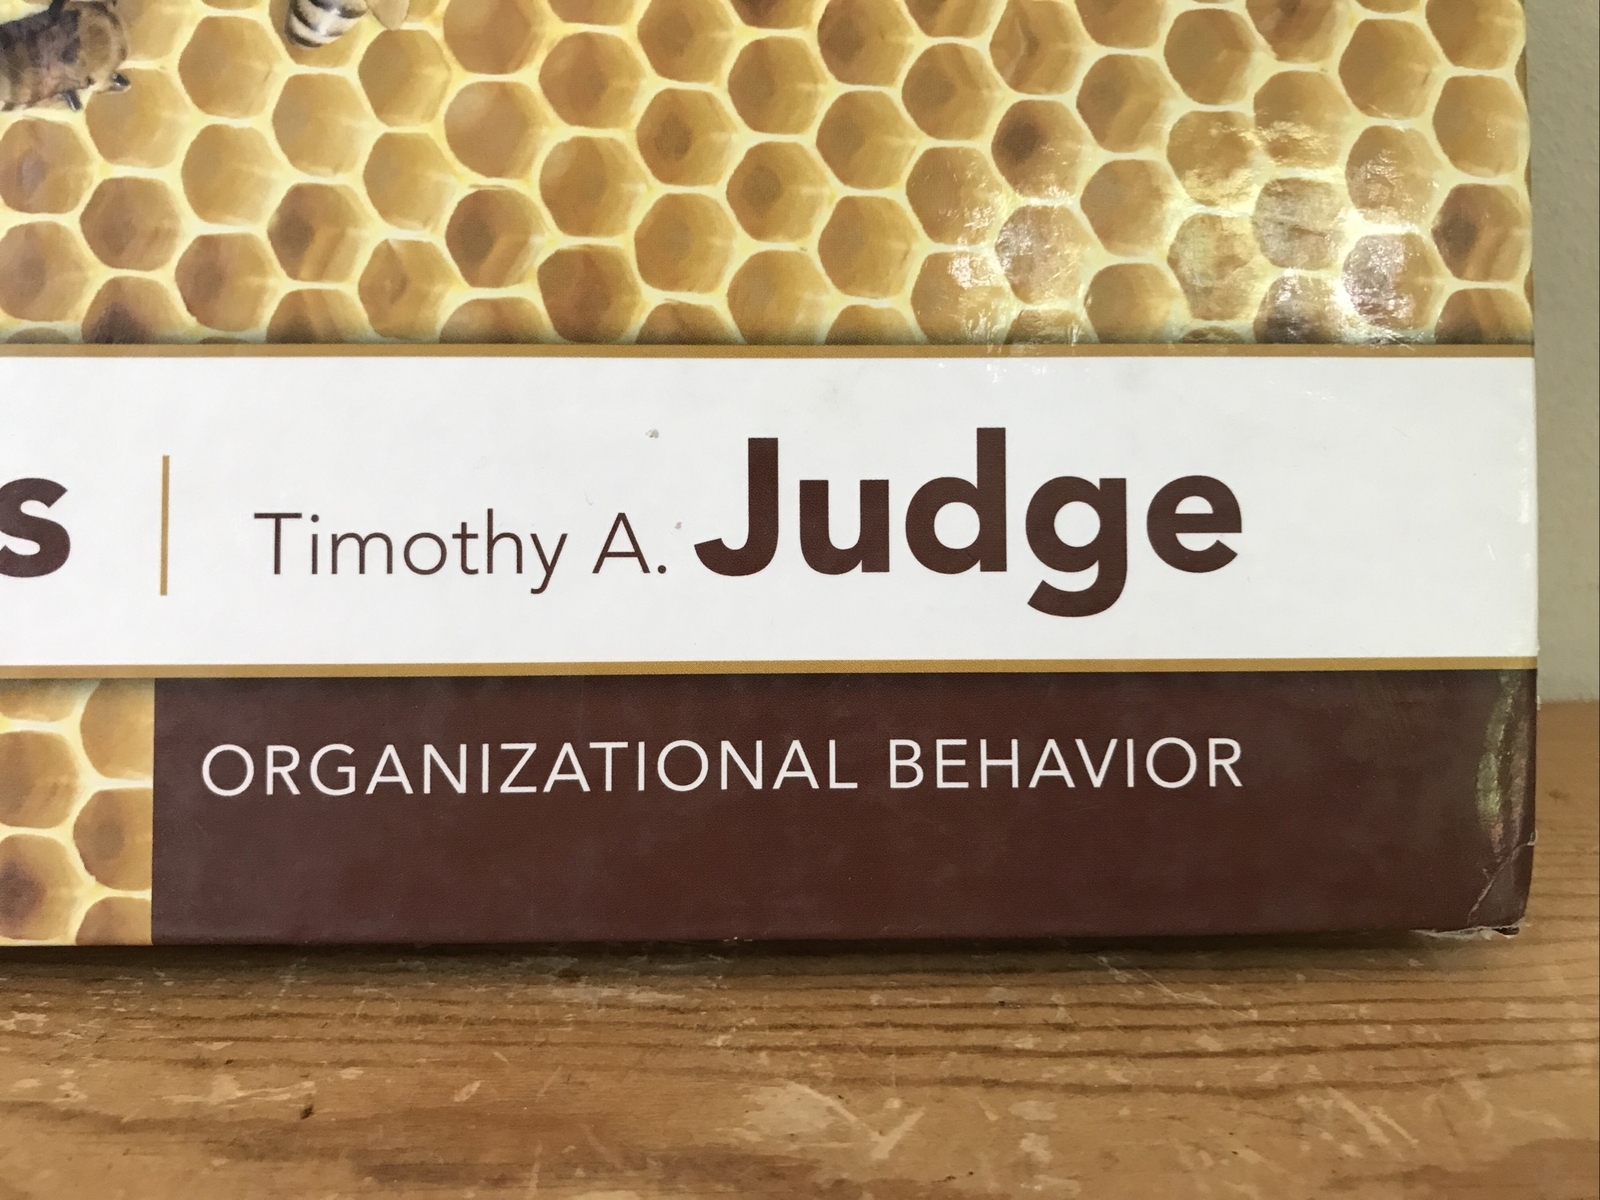 s | Timothy A. Judge
ORGANIZATIONAL BEHAVIOR